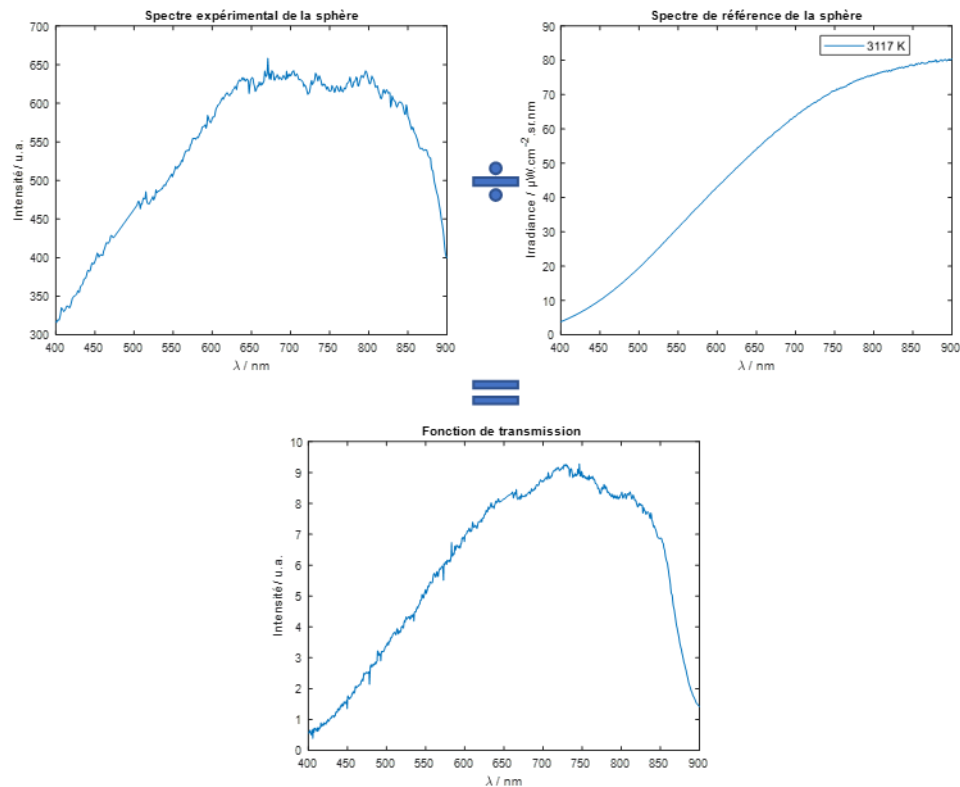 Spectre expérimental de la sphère
700
650
600
550
500
450
400
350
300
Intensité/ u.a.
400 450 500 550 600 650 700 750 800 850 900
λ / nm
÷
Spectre de référence de la sphère
3117 K
90
80
70
60
50
40
30
20
10
0
Irradiance / µW.cm⁻².sr.nm
400 450 500 550 600 650 700 750 800 850 900
λ / nm
=
Fonction de transmission
10
9
8
7
6
5
4
3
2
1
0
Intensité/ u.a.
400 450 500 550 600 650 700 750 800 850 900
λ / nm